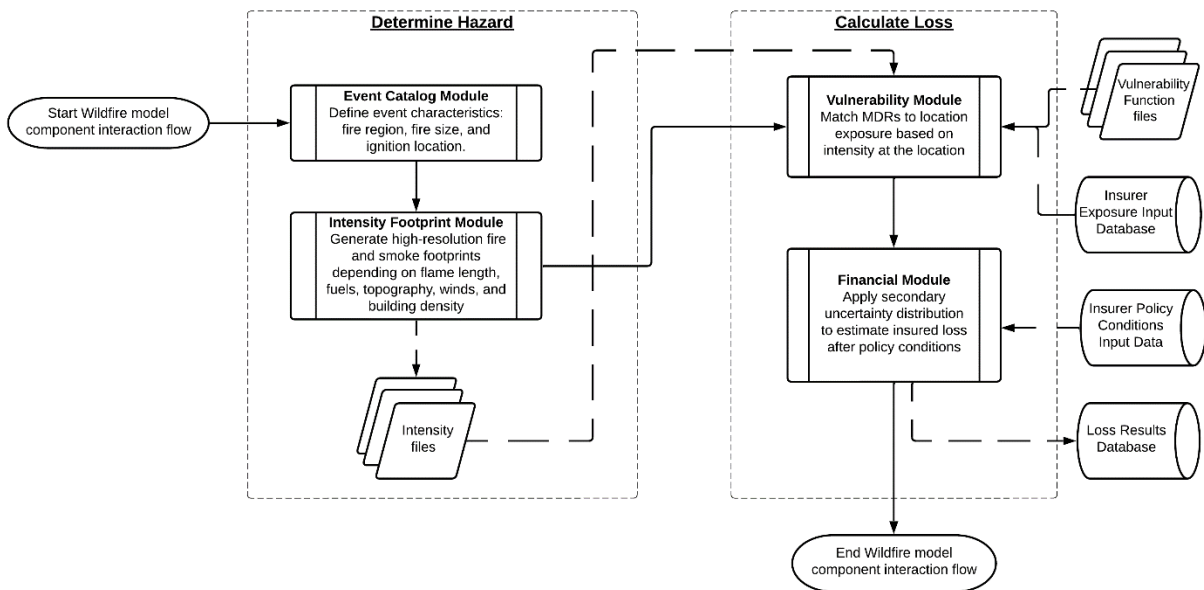 Determine Hazard
Calculate Loss
Start Wildfire model
component interaction flow
Event Catalog Module
Define event characteristics:
fire region, fire size, and
ignition location.
Intensity Footprint Module
Generate high-resolution fire
and smoke footprints
depending on flame length,
fuels, topography, winds, and
building density
Intensity
files
Vulnerability Module
Match MDRs to location
exposure based on
intensity at the location
Financial Module
Apply secondary
uncertainty distribution
to estimate insured loss
after policy conditions
Vulnerability
Function
files
Insurer
Exposure Input
Database
Insurer Policy
Conditions
Input Data
Loss Results
Database
End Wildfire model
component interaction flow